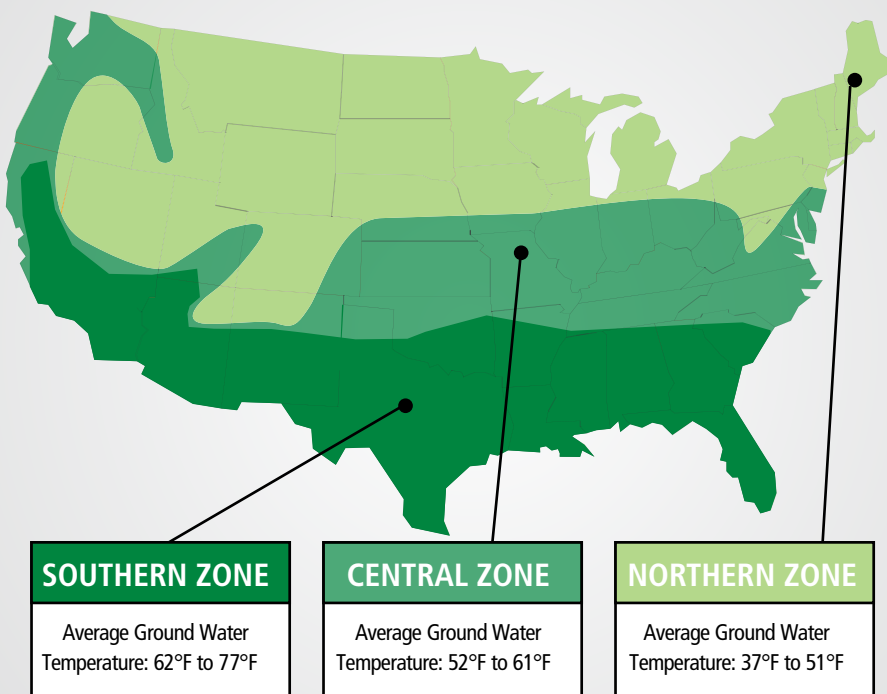 SOUTHERN ZONE
Average Ground Water
Temperature: 62°F to 77°F
CENTRAL ZONE
Average Ground Water
Temperature: 52°F to 61°F
NORTHERN ZONE
Average Ground Water
Temperature: 37°F to 51°F